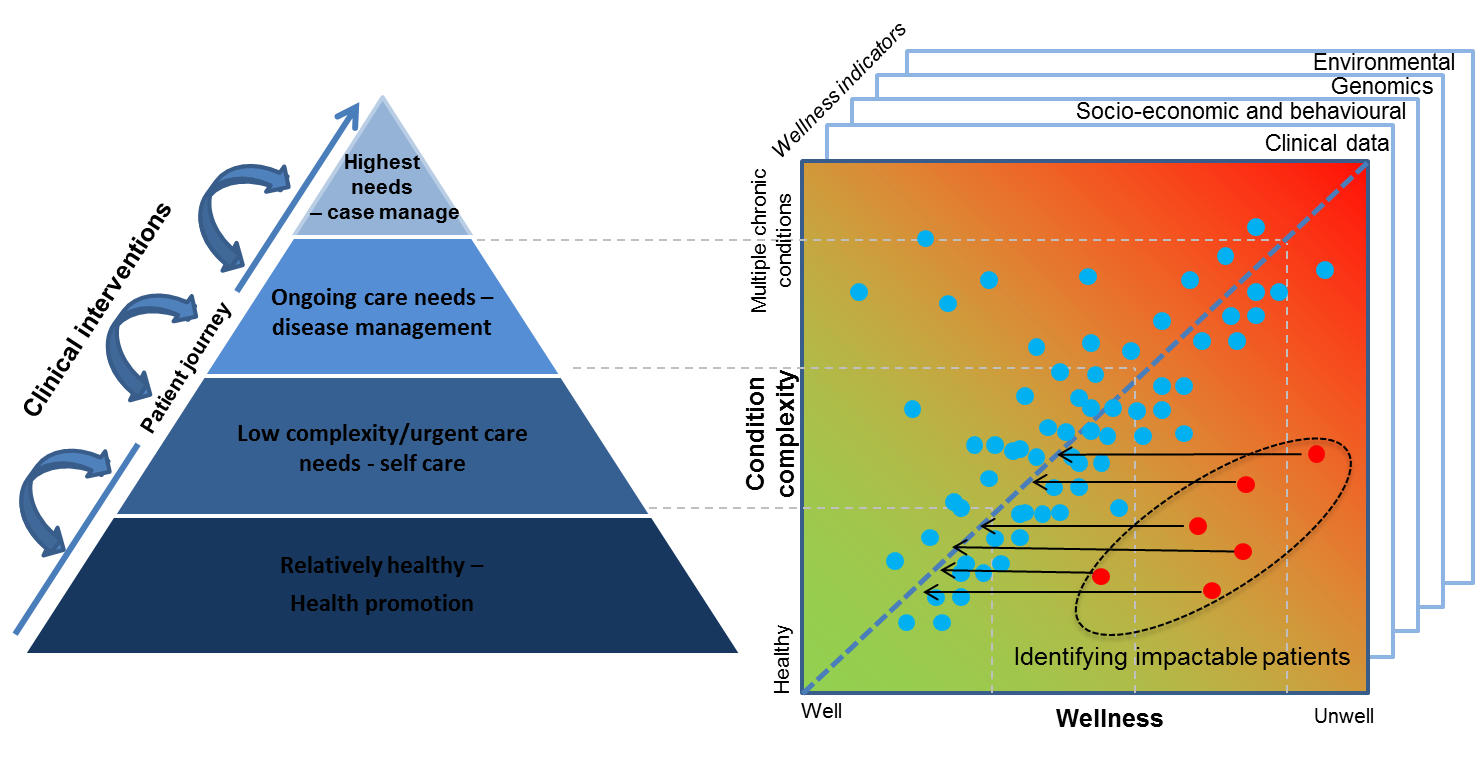 Clinical interventions
Patient journey
Highest
needs
– case manage
Ongoing care needs –
disease management
Low complexity/urgent care
needs - self care
Relatively healthy –
Health promotion
Wellness indicators
Environmental
Genomics
Socio-economic and behavioural
Clinical data
Multiple chronic
conditions
Condition
complexity
Healthy
Identifying impactable patients
Well
Wellness
Unwell